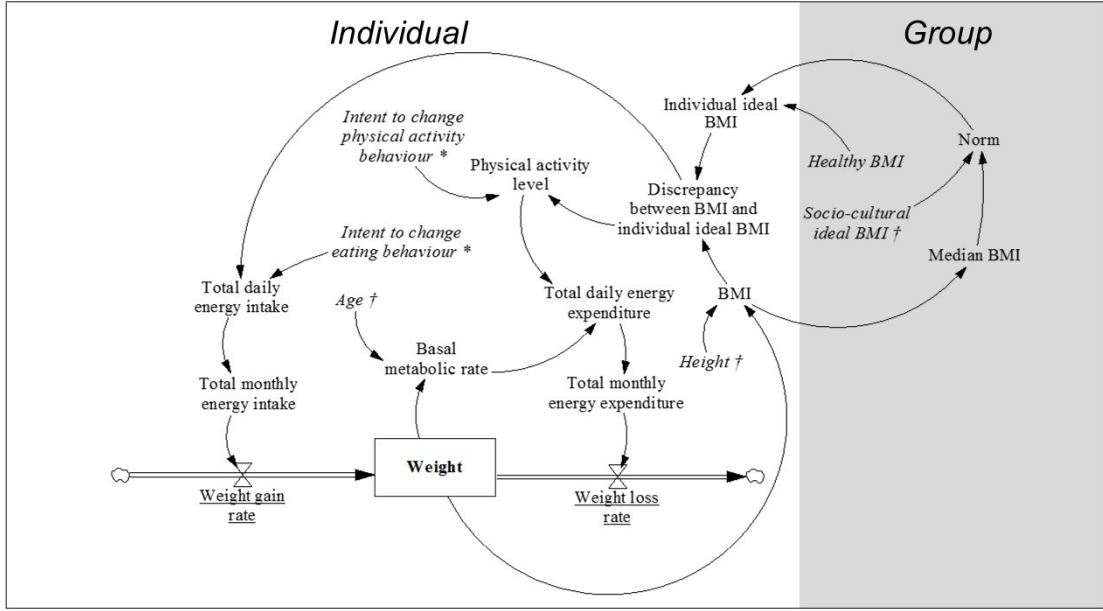 Individual
Group
Intent to change
physical activity
behaviour *
Individual ideal
BMI
Norm
Healthy BMI
Physical activity
level
Discrepancy
between BMI and
individual ideal BMI
Socio-cultural
ideal BMI †
Intent to change
eating behaviour *
Median BMI
Total daily
energy intake
Age †
Total daily energy
expenditure
BMI
Basal
metabolic rate
Height †
Total monthly
energy intake
Total monthly
energy expenditure
Weight
Weight gain
rate
Weight loss
rate